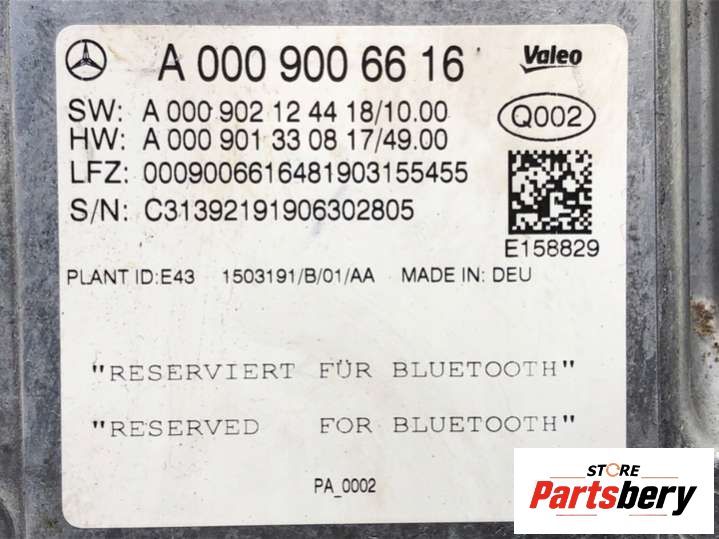 A 000 900 66 16
Valeo
SW: A 000 902 12 44 18/10.00
HW: A 000 901 33 08 17/49.00
Q002
LFZ: 0009006616481903155455
S/N: C31392191906302805
E158829
PLANT ID:E43 1503191/B/01/AA MADE IN: DEU
"RESERVIERT FÜR BLUETOOTH"
"RESERVED FOR BLUETOOTH"
PA_0002
STORE
Partsbery